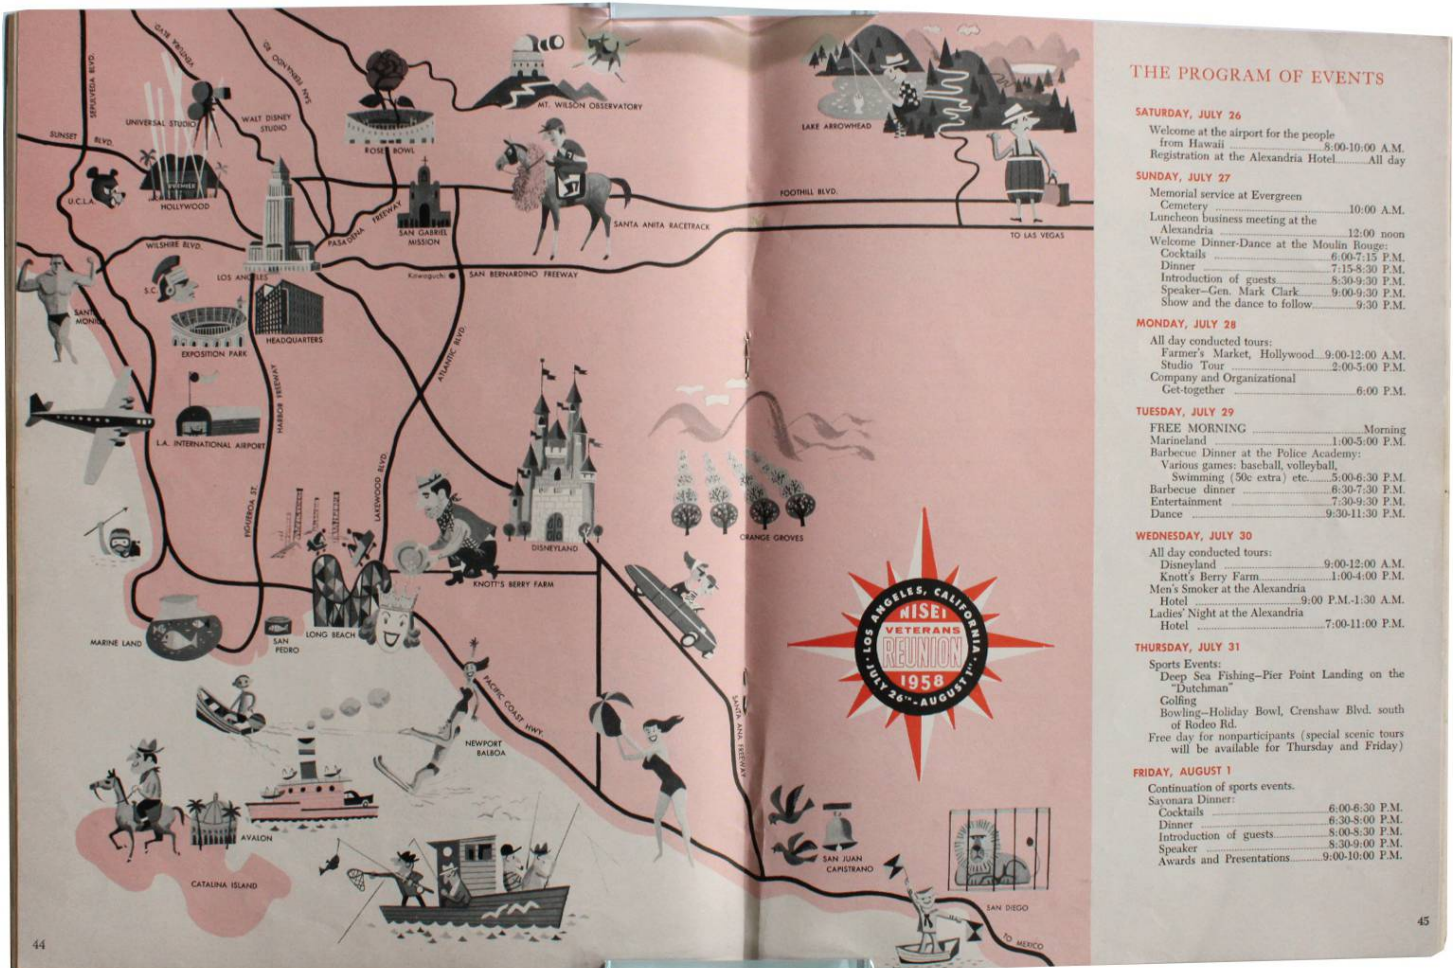 SEPULVEDA BLVD.
VENTURA BLVD.
SAN FERNANDO RD.
SUNSET BLVD.
UNIVERSAL STUDIO
WALT DISNEY
STUDIO
ROSE BOWL
MT. WILSON OBSERVATORY
LAKE ARROWHEAD
U.C.L.A.
PREMIER
HOLLYWOOD
WILSHIRE BLVD.
PASADENA FREEWAY
SAN GABRIEL
MISSION
17
SANTA ANITA RACETRACK
FOOTHILL BLVD.
TO LAS VEGAS
LOS ANGELES
Kawaguchi
SAN BERNARDINO FREEWAY
S.C.
SANTA
MONICA
EXPOSITION PARK
HEADQUARTERS
ATLANTIC BLVD.
HARBOR FREEWAY
L.A. INTERNATIONAL AIRPORT
FIGUEROA ST.
LAKEWOOD BLVD.
DISNEYLAND
ORANGE GROVES
KNOTT'S BERRY FARM
MARINE LAND
SAN
PEDRO
LONG BEACH
PACIFIC COAST HWY.
NEWPORT
BALBOA
SANTA ANA FREEWAY
LOS ANGELES, CALIFORNIA
NISEI
VETERANS
REUNION
1958
JULY 26TH - AUGUST 1ST
AVALON
CATALINA ISLAND
SAN JUAN
CAPISTRANO
SAN DIEGO
TO MEXICO
44
THE PROGRAM OF EVENTS
SATURDAY, JULY 26
Welcome at the airport for the people
from Hawaii 8:00-10:00 A.M.
Registration at the Alexandria Hotel All day
SUNDAY, JULY 27
Memorial service at Evergreen
Cemetery 10:00 A.M.
Luncheon business meeting at the
Alexandria 12:00 noon
Welcome Dinner-Dance at the Moulin Rouge:
Cocktails 6:00-7:15 P.M.
Dinner 7:15-8:30 P.M.
Introduction of guests 8:30-9:30 P.M.
Speaker—Gen. Mark Clark 9:00-9:30 P.M.
Show and the dance to follow 9:30 P.M.
MONDAY, JULY 28
All day conducted tours:
Farmer's Market, Hollywood 9:00-12:00 A.M.
Studio Tour 2:00-5:00 P.M.
Company and Organizational
Get-together 6:00 P.M.
TUESDAY, JULY 29
FREE MORNING Morning
Marineland 1:00-5:00 P.M.
Barbecue Dinner at the Police Academy:
Various games: baseball, volleyball,
Swimming (50c extra) etc. 5:00-6:30 P.M.
Barbecue dinner 6:30-7:30 P.M.
Entertainment 7:30-9:30 P.M.
Dance 9:30-11:30 P.M.
WEDNESDAY, JULY 30
All day conducted tours:
Disneyland 9:00-12:00 A.M.
Knott's Berry Farm 1:00-4:00 P.M.
Men's Smoker at the Alexandria
Hotel 9:00 P.M.-1:30 A.M.
Ladies' Night at the Alexandria
Hotel 7:00-11:00 P.M.
THURSDAY, JULY 31
Sports Events:
Deep Sea Fishing—Pier Point Landing on the
"Dutchman"
Golfing
Bowling—Holiday Bowl, Crenshaw Blvd. south
of Rodeo Rd.
Free day for nonparticipants (special scenic tours
will be available for Thursday and Friday)
FRIDAY, AUGUST 1
Continuation of sports events.
Sayonara Dinner:
Cocktails 6:00-6:30 P.M.
Dinner 6:30-8:00 P.M.
Introduction of guests 8:00-8:30 P.M.
Speaker 8:30-9:00 P.M.
Awards and Presentations 9:00-10:00 P.M.
45